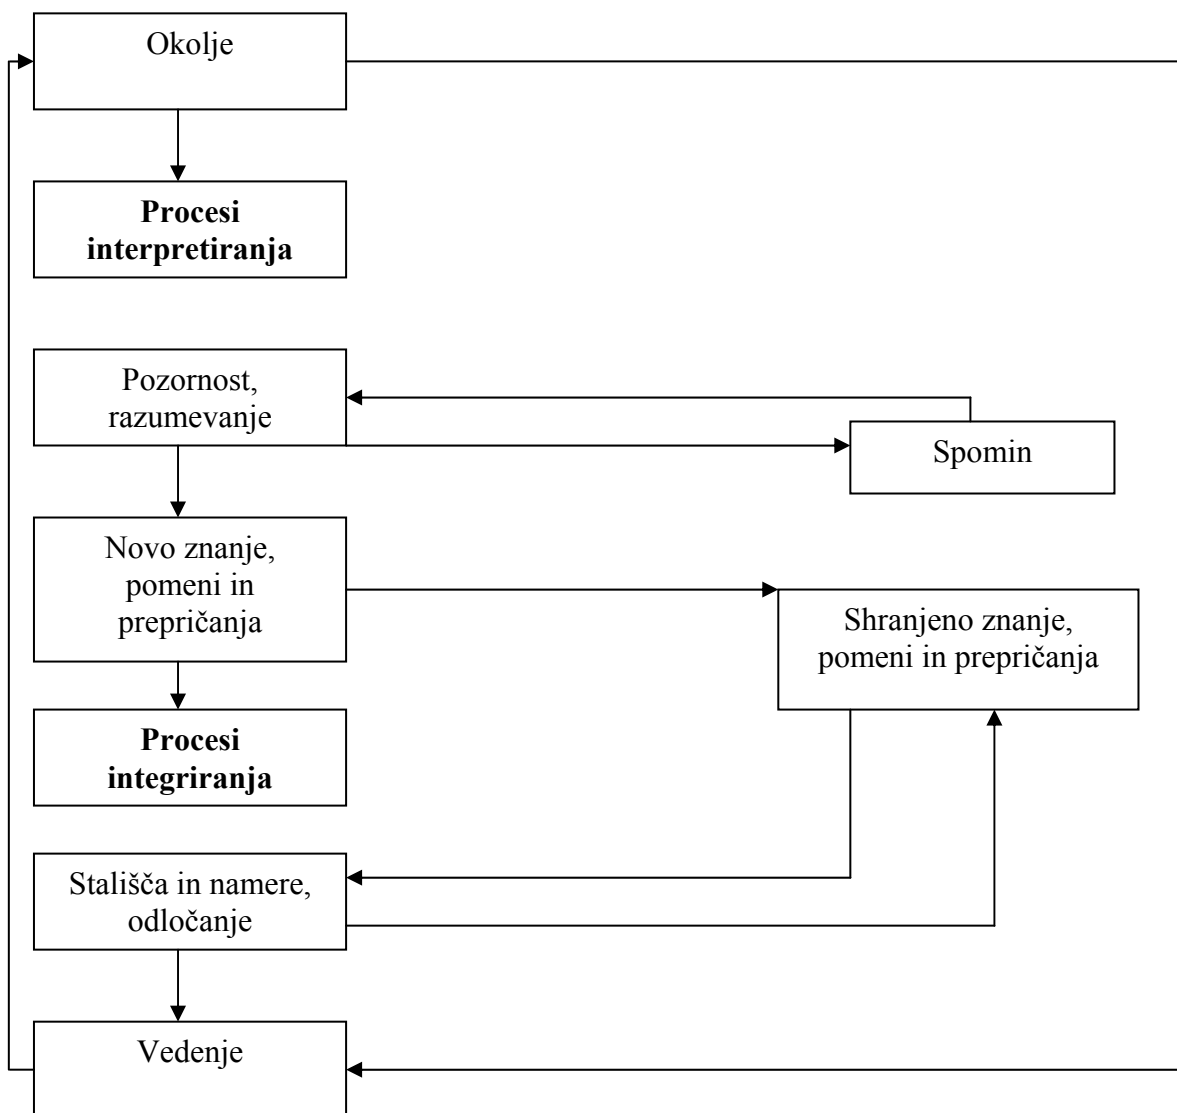 Okolje
Procesi
interpretiranja
Pozornost,
razumevanje
Spomin
Novo znanje,
pomeni in
prepričanja
Shranjeno znanje,
pomeni in prepričanja
Procesi
integriranja
Stališča in namere,
odločanje
Vedenje